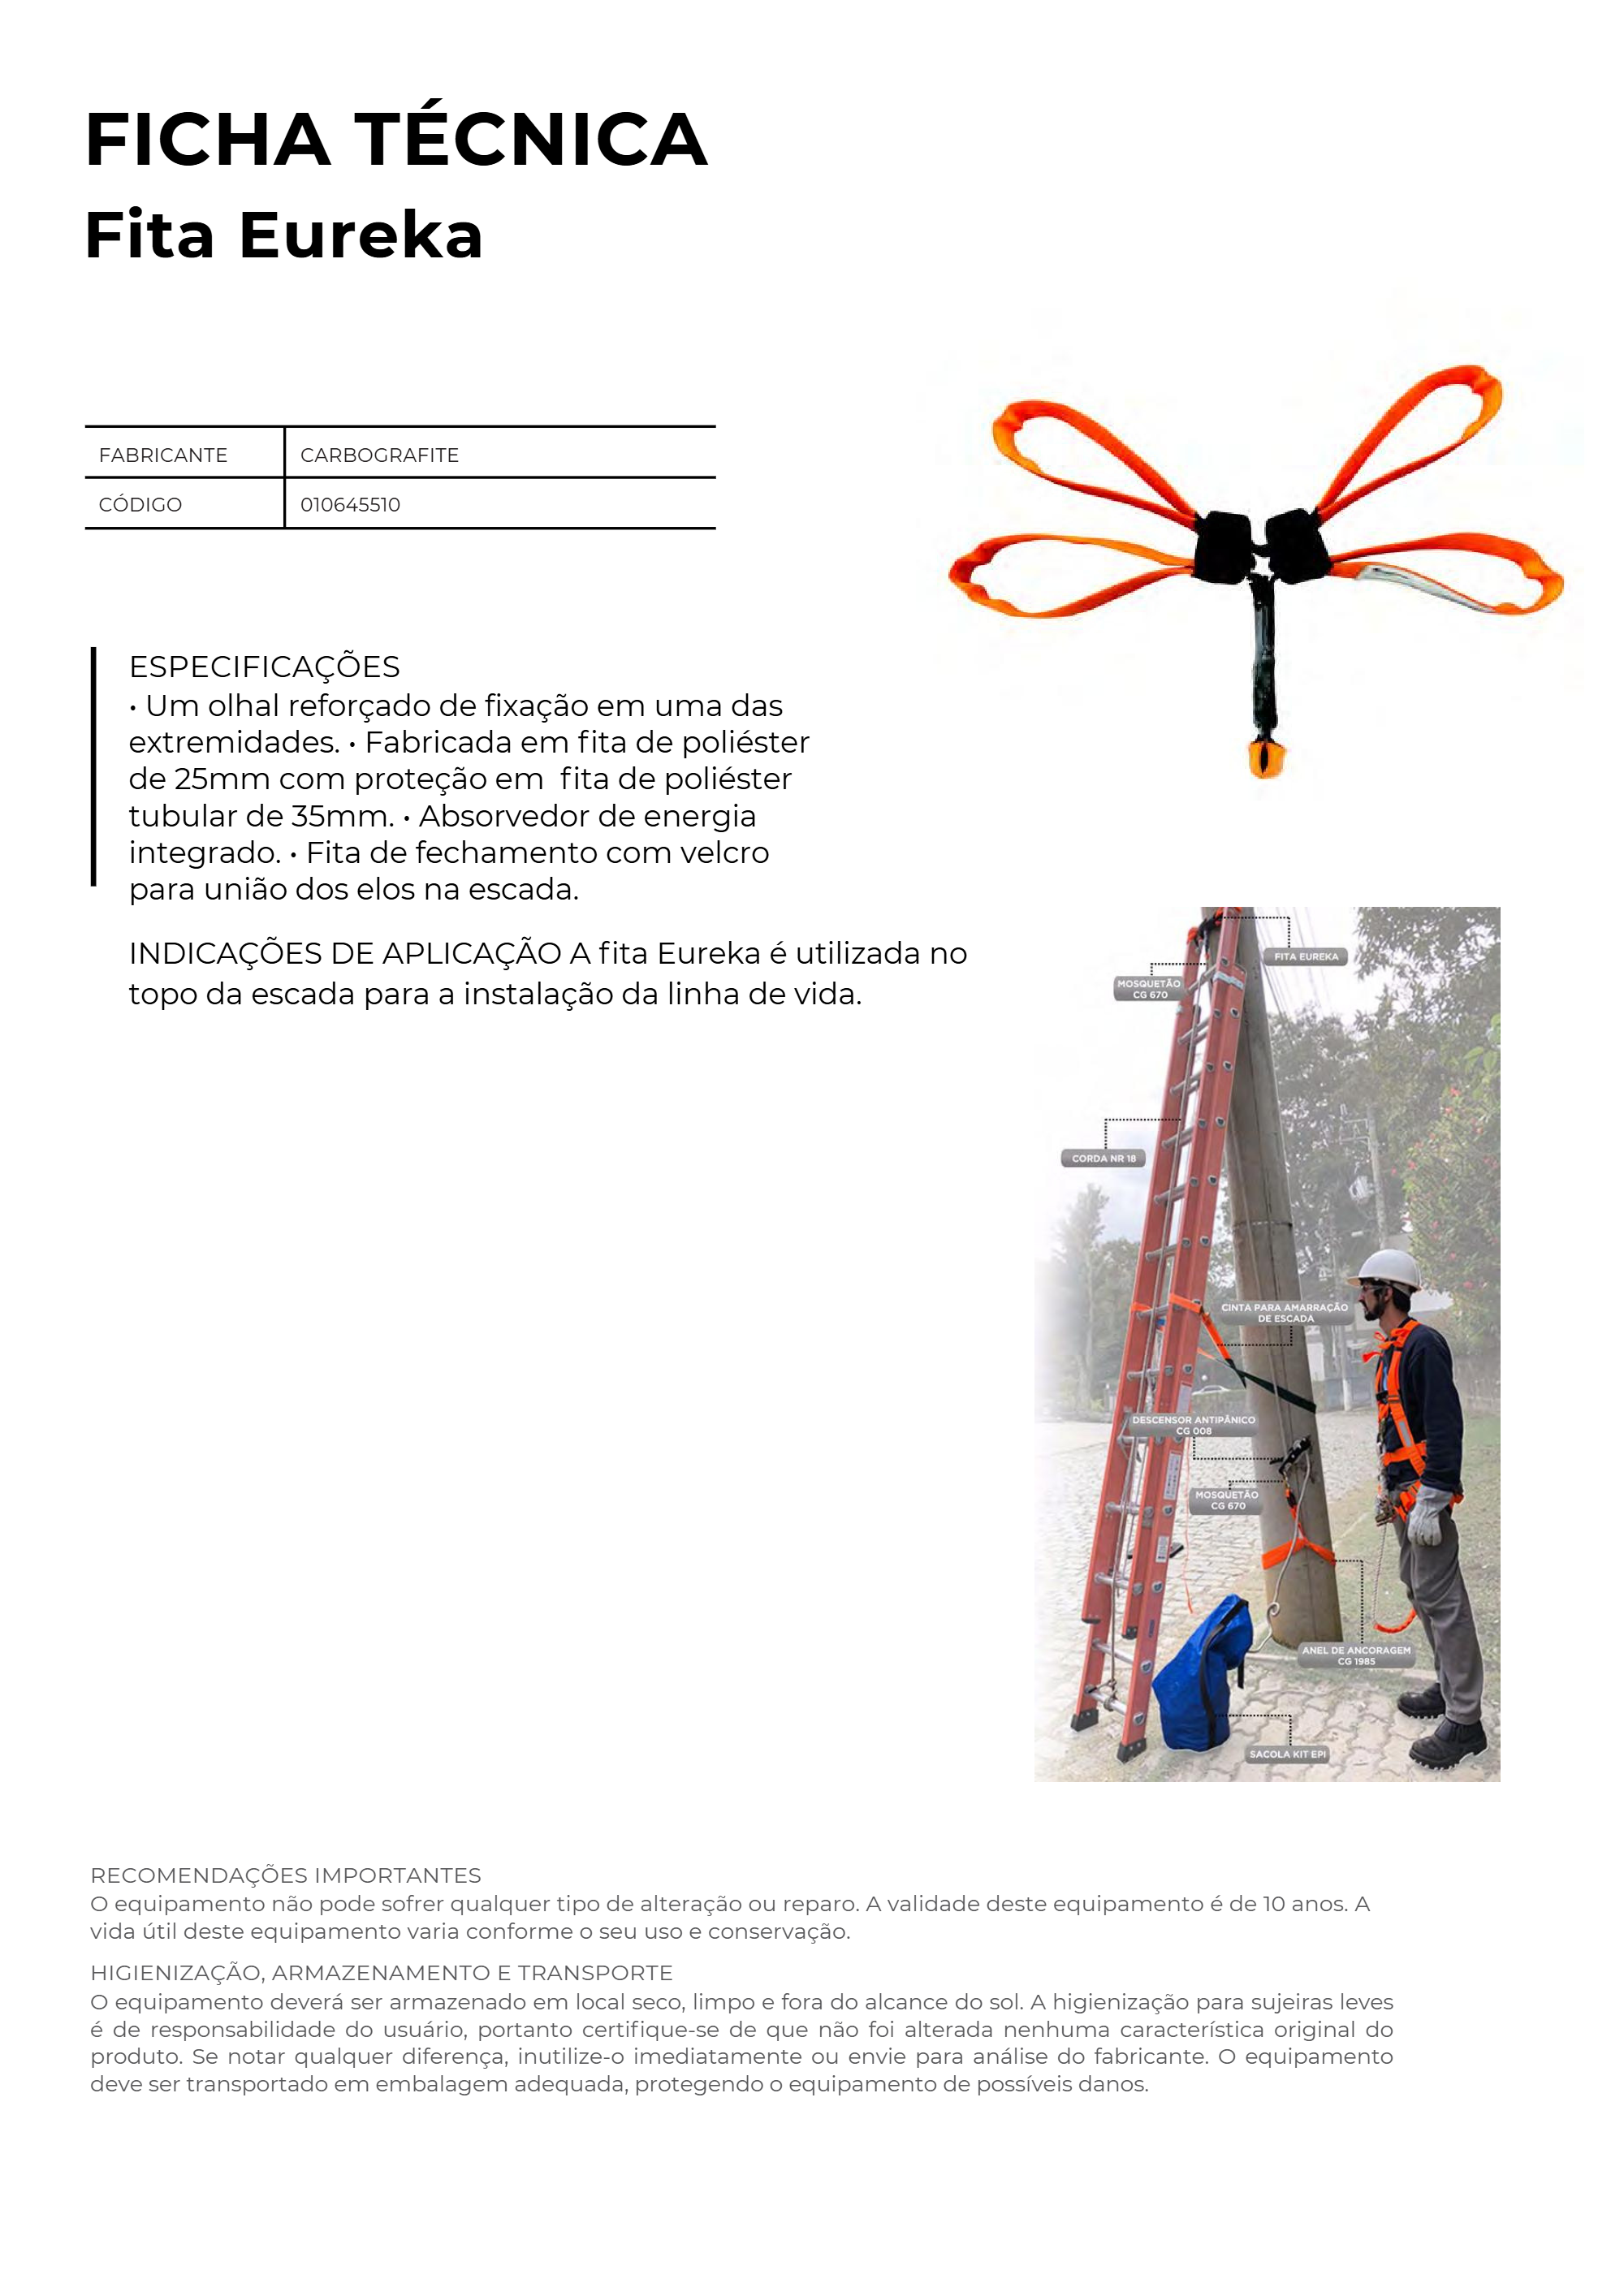 FICHA TÉCNICA
Fita Eureka
FABRICANTE CARBOGRAFITE
CÓDIGO 010645510
ESPECIFICAÇÕES
• Um olhal reforçado de fixação em uma das
extremidades. • Fabricada em fita de poliéster
de 25mm com proteção em  fita de poliéster
tubular de 35mm. • Absorvedor de energia
integrado. • Fita de fechamento com velcro
para união dos elos na escada.
INDICAÇÕES DE APLICAÇÃO A fita Eureka é utilizada no
topo da escada para a instalação da linha de vida.
FITA EUREKA
MOSQUETÃO
CG 670
CORDA NR 18
CINTA PARA AMARRAÇÃO
DE ESCADA
DESCENSOR ANTIPÂNICO
CG 008
MOSQUETÃO
CG 670
ANEL DE ANCORAGEM
CG 1985
SACOLA KIT EPI
RECOMENDAÇÕES IMPORTANTES
O equipamento não pode sofrer qualquer tipo de alteração ou reparo. A validade deste equipamento é de 10 anos. A
vida útil deste equipamento varia conforme o seu uso e conservação.
HIGIENIZAÇÃO, ARMAZENAMENTO E TRANSPORTE
O equipamento deverá ser armazenado em local seco, limpo e fora do alcance do sol. A higienização para sujeiras leves
é de responsabilidade do usuário, portanto certifique-se de que não foi alterada nenhuma característica original do
produto. Se notar qualquer diferença, inutilize-o imediatamente ou envie para análise do fabricante. O equipamento
deve ser transportado em embalagem adequada, protegendo o equipamento de possíveis danos.